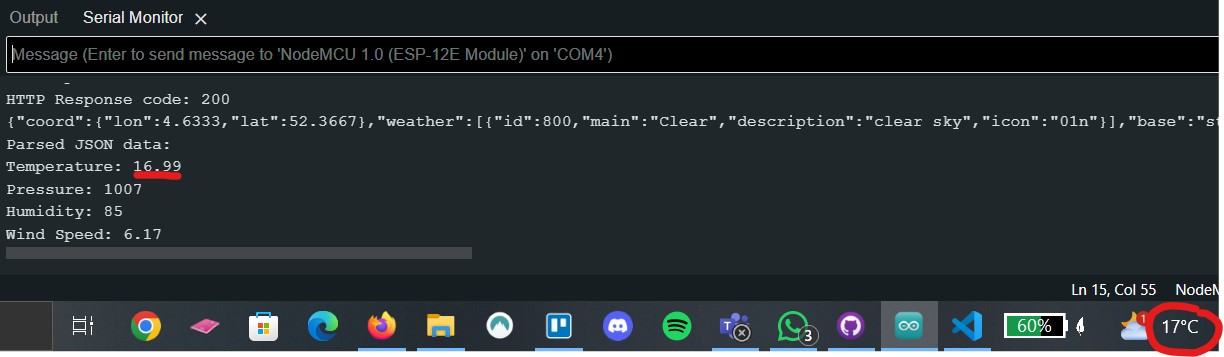 Output Serial Monitor
Message (Enter to send message to 'NodeMCU 1.0 (ESP-12E Module)' on 'COM4')
HTTP Response code: 200
{"coord":{"lon":4.6333,"lat":52.3667},"weather":[{"id":800,"main":"Clear","description":"clear sky","icon":"01n"}],"base":"st
Parsed JSON data:
Temperature: 16.99
Pressure: 1007
Humidity: 85
Wind Speed: 6.17
Ln 15, Col 55 NodeM
60% 3 1 17°C